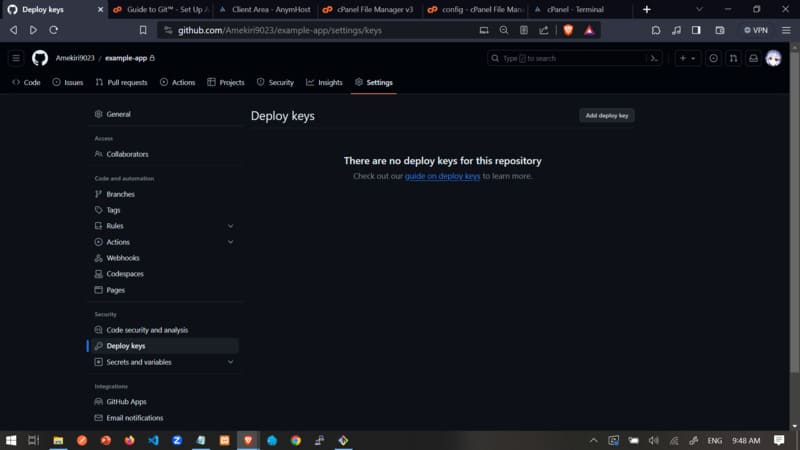 Deploy keys
Guide to Git™ - Set Up A
Client Area - AnymHost
cPanel File Manager v3
config - cPanel File Man
cPanel - Terminal
github.com/Amekiri9023/example-app/settings/keys
VPN
Amekiri9023 / example-app
Type / to search
Code
Issues
Pull requests
Actions
Projects
Security
Insights
Settings
General
Access
Collaborators
Code and automation
Branches
Tags
Rules
Actions
Webhooks
Codespaces
Pages
Security
Code security and analysis
Deploy keys
Secrets and variables
Integrations
GitHub Apps
Email notifications
Deploy keys
Add deploy key
There are no deploy keys for this repository
Check out our guide on deploy keys to learn more.
ENG
9:48 AM